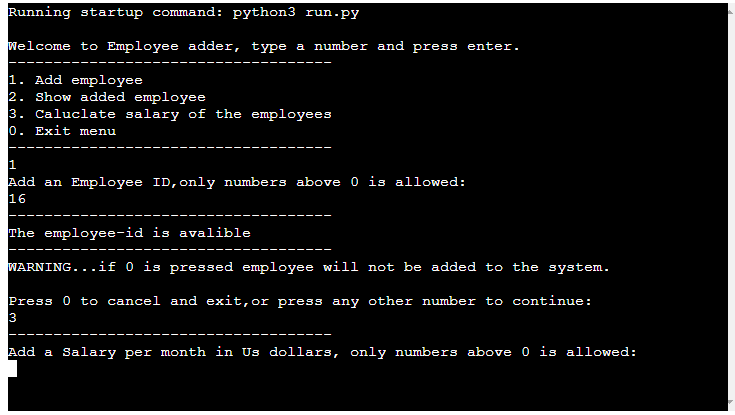 Running startup command: python3 run.py
Welcome to Employee adder, type a number and press enter.
------------------------------------
1. Add employee
2. Show added employee
3. Caluclate salary of the employees
0. Exit menu
------------------------------------
1
Add an Employee ID,only numbers above 0 is allowed:
16
------------------------------------
The employee-id is avalible
------------------------------------
WARNING...if 0 is pressed employee will not be added to the system.
Press 0 to cancel and exit,or press any other number to continue:
3
------------------------------------
Add a Salary per month in Us dollars, only numbers above 0 is allowed: